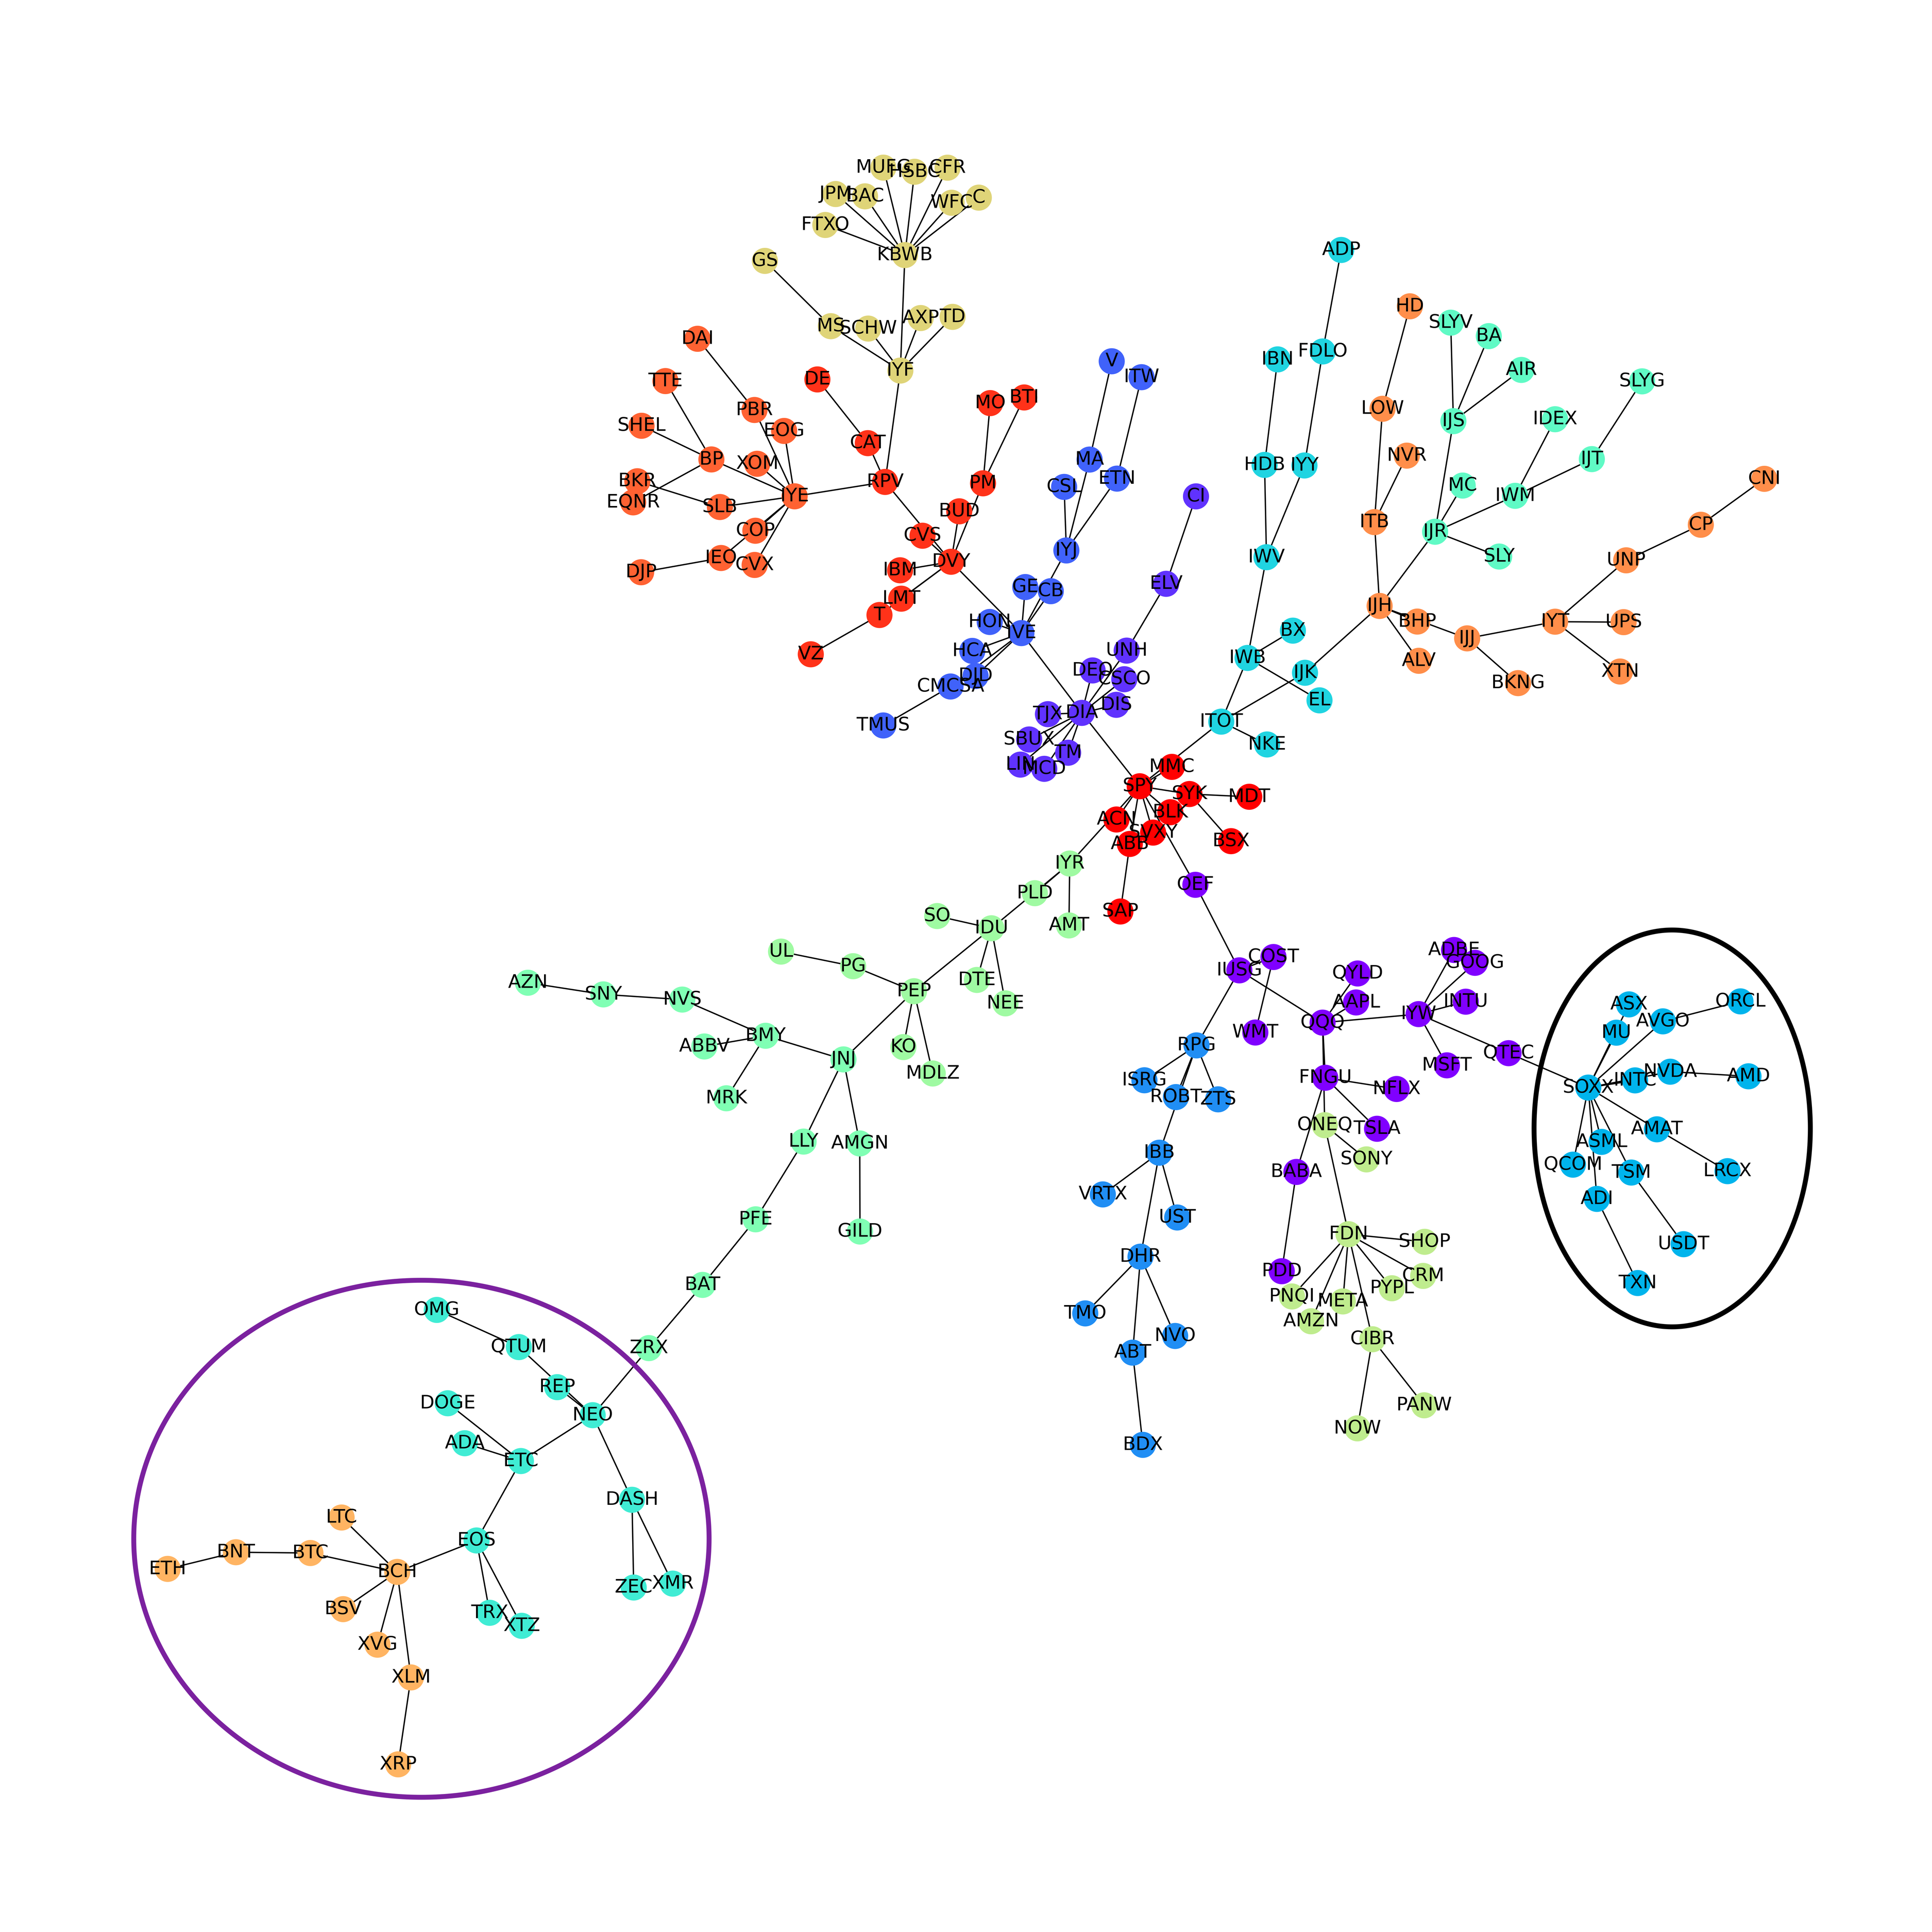 MUFG
HSBC
CFR
JPM
BAC
WFC
C
FTXO
KBWB
GS
ADP
HD
MS
SCHW
AXP
TD
SLYV
BA
DAI
IBN
FDLO
V
AIR
IYF
ITW
TTE
DE
SLYG
MO
BTI
PBR
LOW
SHEL
EOG
IDEX
IJS
CAT
NVR
BP
XOM
MA
HDB
IYY
IJT
BKR
EQNR
SLB
IYE
RPV
PM
CSL
ETN
CI
MC
IWM
CNI
BUD
ITB
CP
COP
CVS
IJR
IEO
CVX
DJP
IBM
DVY
IYJ
IWV
SLY
UNP
LMT
T
GE
CB
ELV
IJH
BHP
IJJ
IYT
UPS
HON
IVE
BX
VZ
HCA
DJD
CMCSA
UNH
IWB
IJK
ALV
XTN
DEO
CSCO
EL
BKNG
TMUS
TJX
DIA
DIS
ITOT
SBUX
TM
NKE
LIN
MCD
MMC
SPY
SYK
MDT
ACN
BLK
SVXY
ABB
BSX
IYR
PLD
OEF
SO
IDU
AMT
SAP
UL
PG
COST
ADBE
GOOG
AZN
SNY
NVS
PEP
DTE
NEE
IUSG
QYLD
AAPL
INTU
ASX
ORCL
BMY
ABBV
KO
WMT
QQQ
IYW
MU
AVGO
JNJ
MDLZ
RPG
MSFT
QTEC
MRK
ISRG
ROBT
ZTS
FNGU
NFLX
SOXX
INTC
NVDA
AMD
LLY
AMGN
ONEQ
TSLA
AMAT
ASML
IBB
SONY
QCOM
BABA
TSM
LRCX
VRTX
ADI
PFE
GILD
UST
FDN
SHOP
USDT
DHR
PDD
CRM
BAT
PNQI
META
PYPL
TXN
OMG
TMO
AMZN
QTUM
ZRX
ABT
NVO
CIBR
REP
DOGE
NEO
PANW
ADA
NOW
ETC
BDX
DASH
LTC
EOS
ETH
BNT
BTC
BCH
ZEC
XMR
BSV
TRX
XTZ
XVG
XLM
XRP